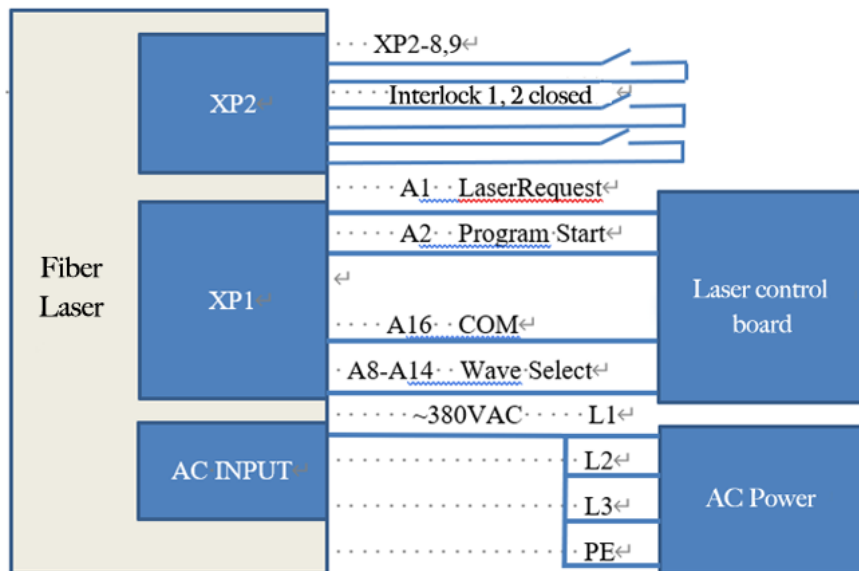 XP2-8,9
XP2
Interlock 1, 2 closed
A1 LaserRequest
A2 Program Start
Fiber
Laser
XP1
Laser control
board
A16 COM
A8-A14 Wave Select
~380VAC L1
AC INPUT
L2
AC Power
L3
PE